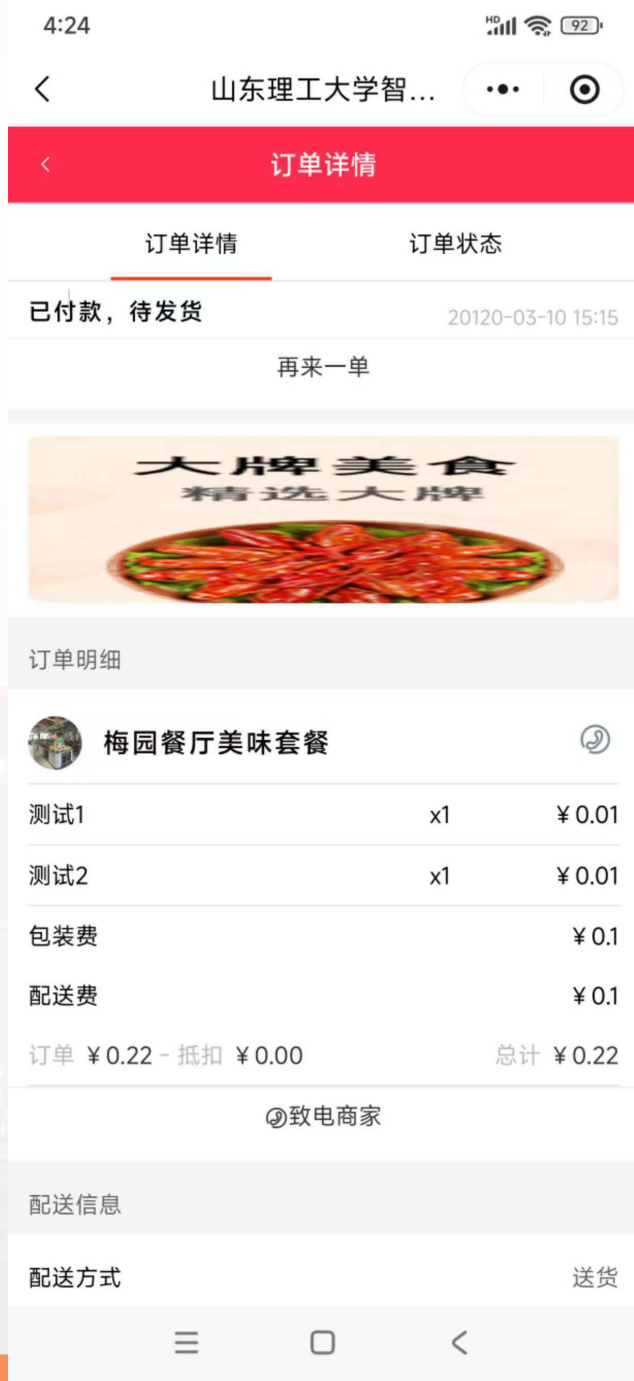 4:24
HD 92
山东理工大学智...
订单详情
订单详情 订单状态
已付款，待发货 20120-03-10 15:15
再来一单
大牌美食
精选大牌
订单明细
梅园餐厅美味套餐
测试1 x1 ¥0.01
测试2 x1 ¥0.01
包装费 ¥0.1
配送费 ¥0.1
订单 ¥0.22 - 抵扣 ¥0.00 总计 ¥0.22
致电商家
配送信息
配送方式 送货